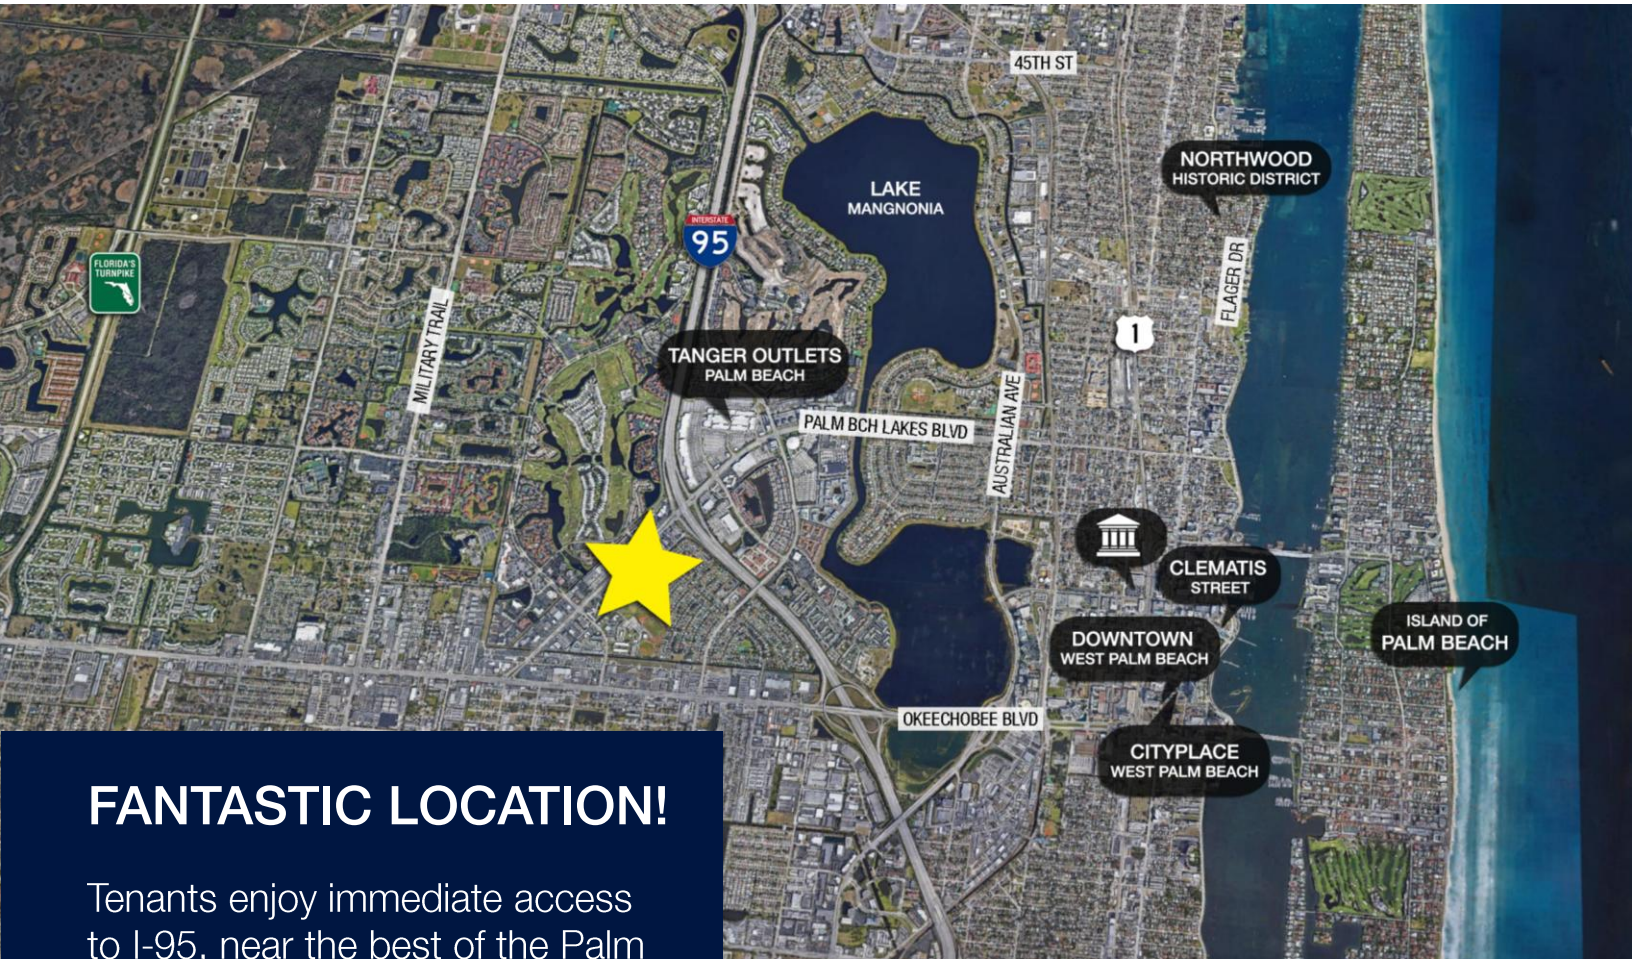 45TH ST
NORTHWOOD
HISTORIC DISTRICT
LAKE
MANGNONIA
INTERSTATE
95
FLORIDA'S
TURNPIKE
FLAGER DR
MILITARY TRAIL
1
TANGER OUTLETS
PALM BEACH
PALM BCH LAKES BLVD
AUSTRALIAN AVE
CLEMATIS
STREET
ISLAND OF
PALM BEACH
DOWNTOWN
WEST PALM BEACH
OKEECHOBEE BLVD
CITYPLACE
WEST PALM BEACH
FANTASTIC LOCATION!
Tenants enjoy immediate access
to I-95, near the best of the Palm